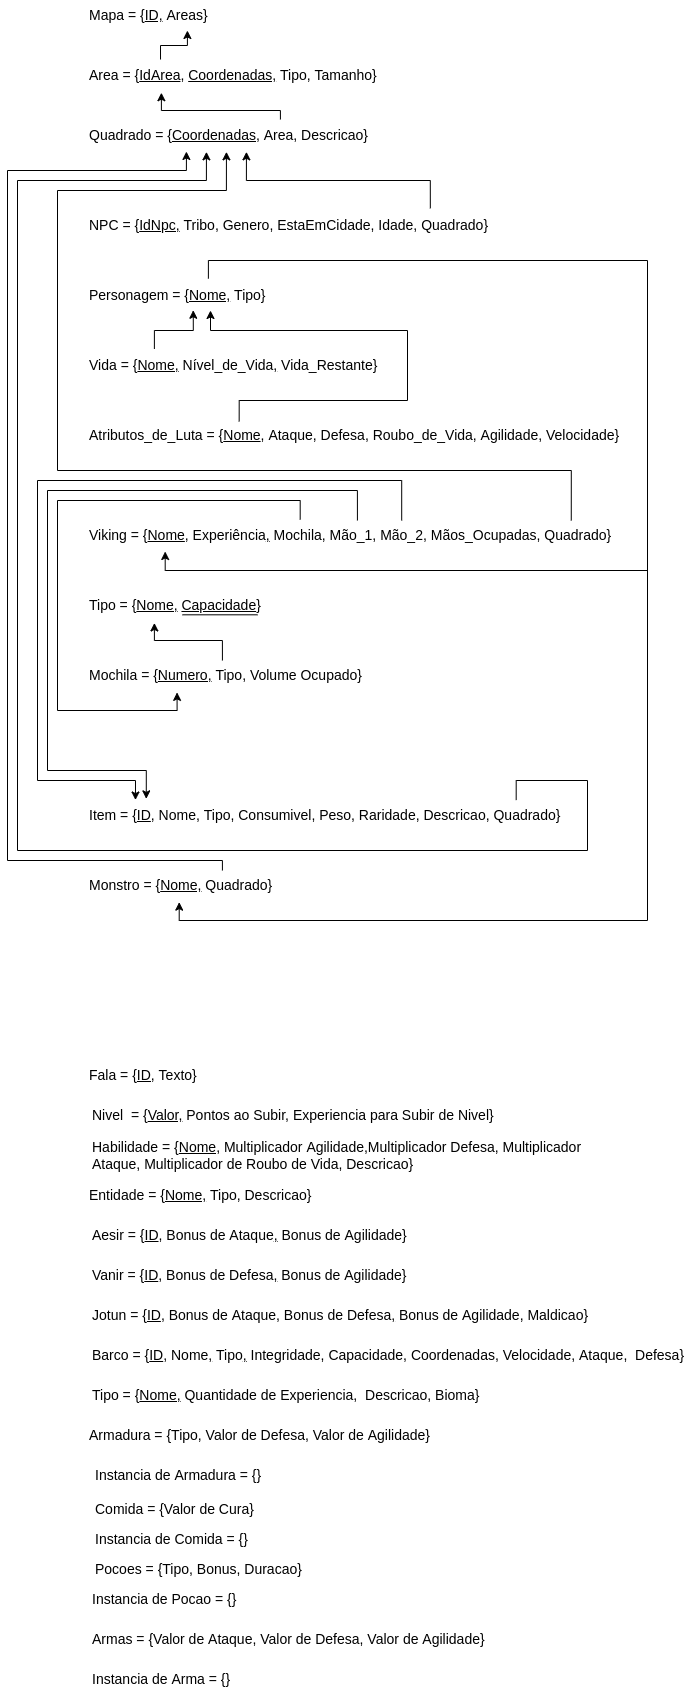 Mapa = {ID, Areas}
Area = {IdArea, Coordenadas, Tipo, Tamanho}
Quadrado = {Coordenadas, Area, Descricao}
NPC = {IdNpc, Tribo, Genero, EstaEmCidade, Idade, Quadrado}
Personagem = {Nome, Tipo}
Vida = {Nome, Nível_de_Vida, Vida_Restante}
Atributos_de_Luta = {Nome, Ataque, Defesa, Roubo_de_Vida, Agilidade, Velocidade}
Viking = {Nome, Experiência, Mochila, Mão_1, Mão_2, Mãos_Ocupadas, Quadrado}
Tipo = {Nome, Capacidade}
Mochila = {Numero, Tipo, Volume Ocupado}
Item = {ID, Nome, Tipo, Consumivel, Peso, Raridade, Descricao, Quadrado}
Monstro = {Nome, Quadrado}
Fala = {ID, Texto}
Nivel  = {Valor, Pontos ao Subir, Experiencia para Subir de Nivel}
Habilidade = {Nome, Multiplicador Agilidade,Multiplicador Defesa, Multiplicador
Ataque, Multiplicador de Roubo de Vida, Descricao}
Entidade = {Nome, Tipo, Descricao}
Aesir = {ID, Bonus de Ataque, Bonus de Agilidade}
Vanir = {ID, Bonus de Defesa, Bonus de Agilidade}
Jotun = {ID, Bonus de Ataque, Bonus de Defesa, Bonus de Agilidade, Maldicao}
Barco = {ID, Nome, Tipo, Integridade, Capacidade, Coordenadas, Velocidade, Ataque,  Defesa}
Tipo = {Nome, Quantidade de Experiencia,  Descricao, Bioma}
Armadura = {Tipo, Valor de Defesa, Valor de Agilidade}
Instancia de Armadura = {}
Comida = {Valor de Cura}
Instancia de Comida = {}
Pocoes = {Tipo, Bonus, Duracao}
Instancia de Pocao = {}
Armas = {Valor de Ataque, Valor de Defesa, Valor de Agilidade}
Instancia de Arma = {}